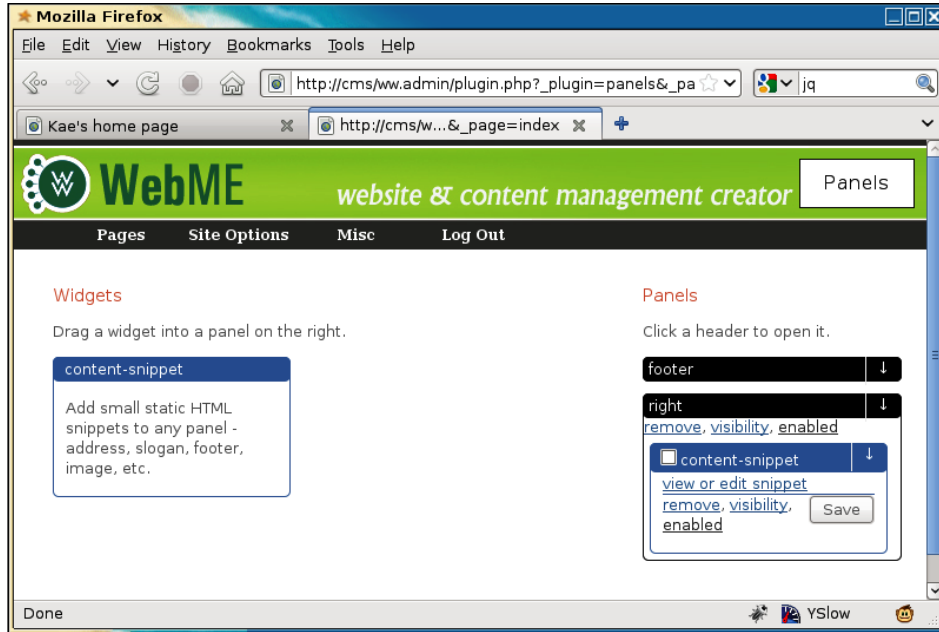 Mozilla Firefox
File Edit View History Bookmarks Tools Help
http://cms/ww.admin/plugin.php?_plugin=panels&_pa
jq
Kae's home page
http://cms/w...&_page=index
W WebME
website & content management creator
Panels
Pages Site Options Misc Log Out
Widgets
Drag a widget into a panel on the right.
content-snippet
Add small static HTML
snippets to any panel -
address, slogan, footer,
image, etc.
Panels
Click a header to open it.
footer ↓
right ↓
remove, visibility, enabled
content-snippet ↓
view or edit snippet
remove, visibility,
enabled
Save
Done
YSlow